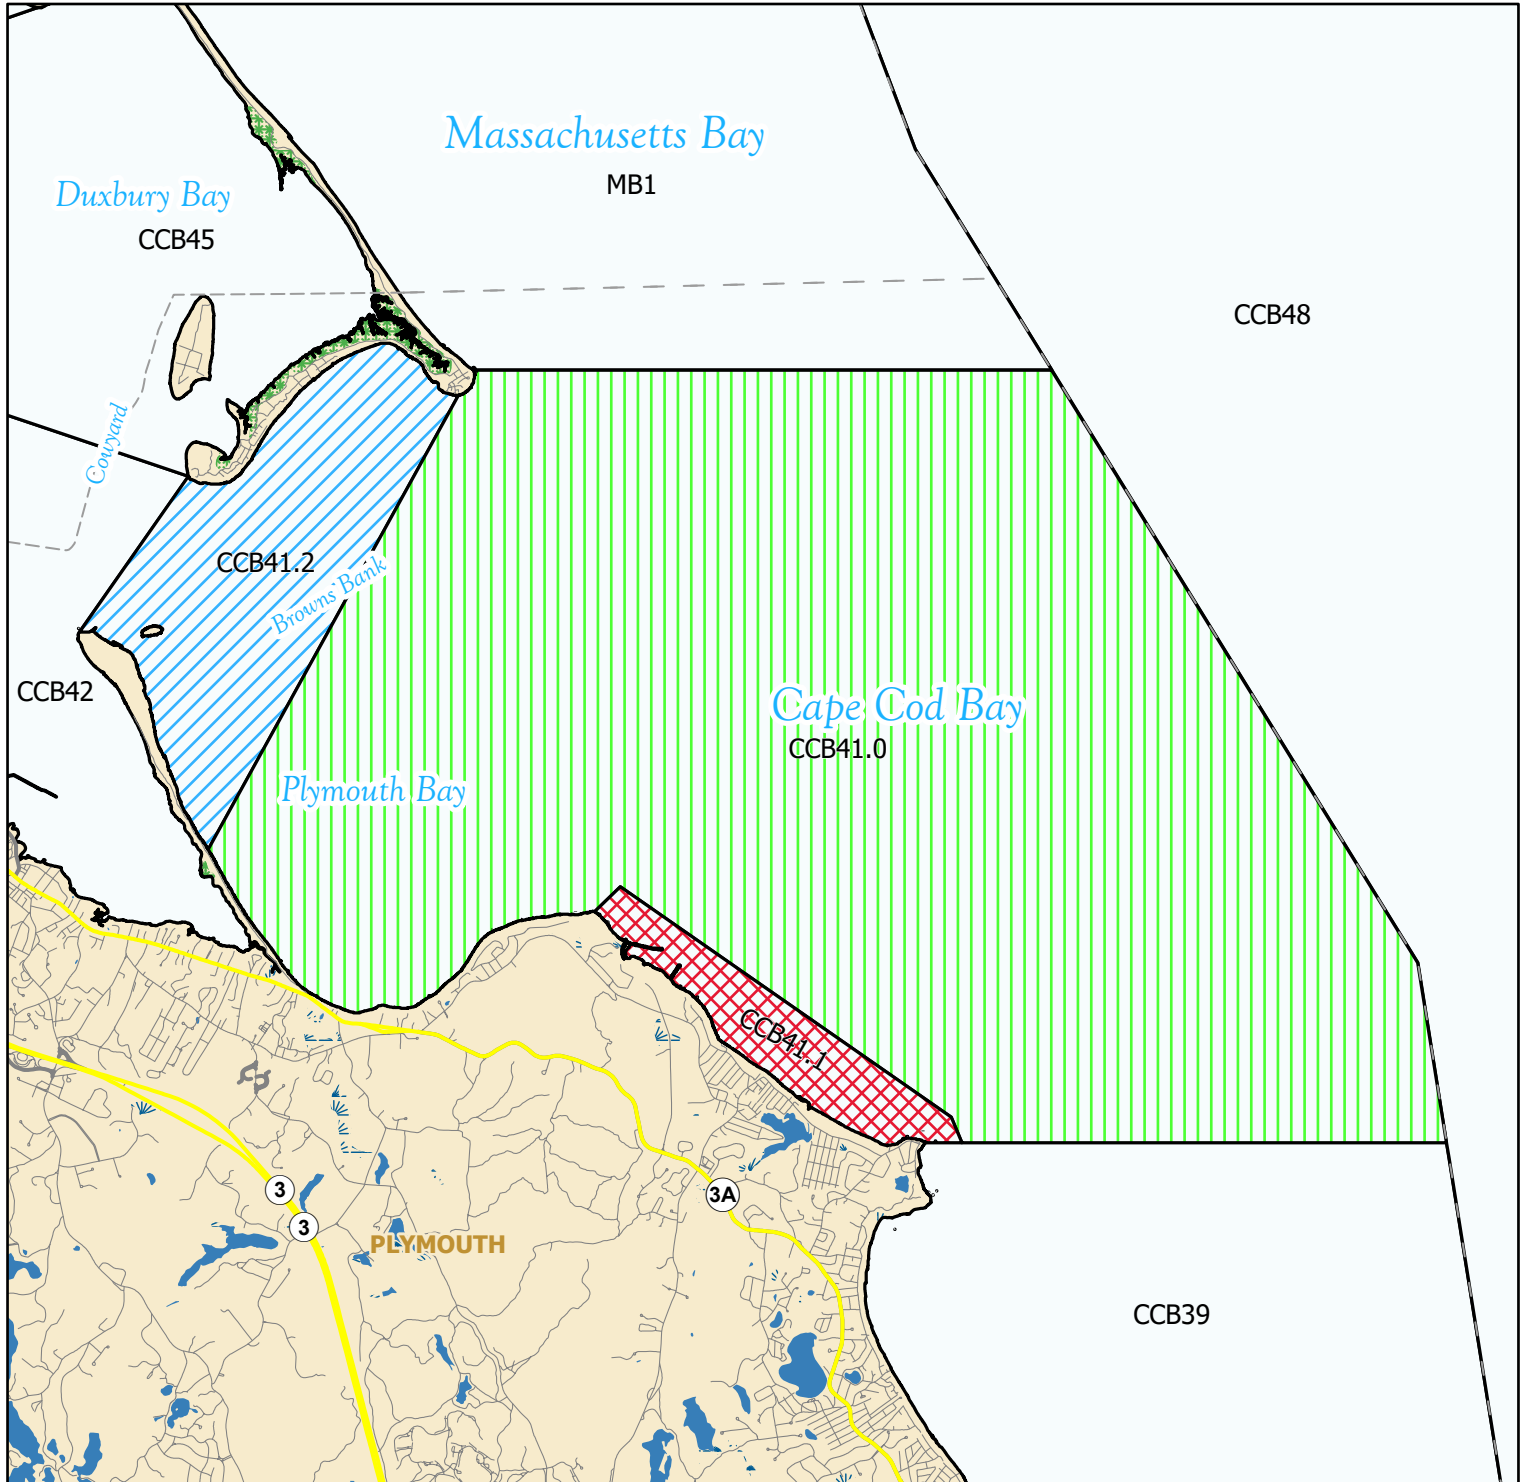 Massachusetts Bay
MB1
Duxbury Bay
CCB45
CCB48
Cowyard
CCB41.2
Browns Bank
CCB42
Cape Cod Bay
CCB41.0
Plymouth Bay
CCB41.1
3
3A
3
PLYMOUTH
CCB39